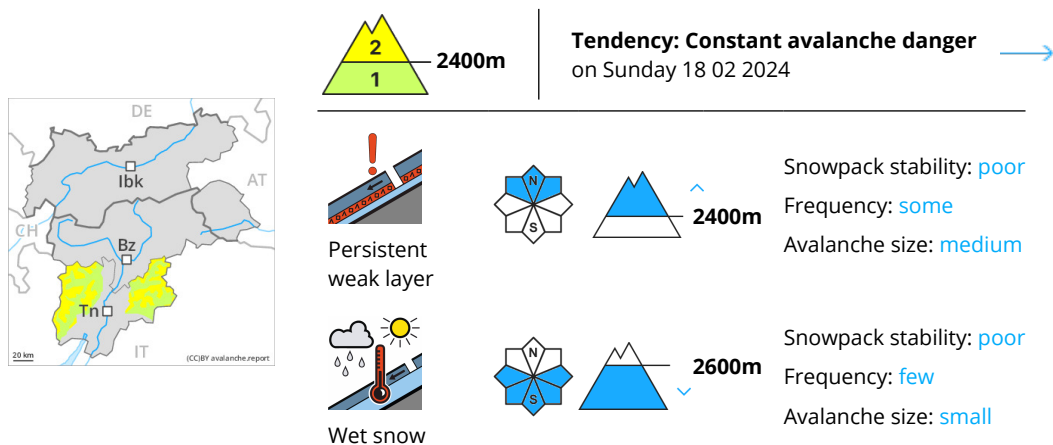 2
2400m
1
Tendency: Constant avalanche danger
on Sunday 18 02 2024
DE
Ibk
AT
CH
Bz
Tn
IT
20 km
(CC)BY avalanche.report
Persistent
weak layer
N
S
2400m
Snowpack stability: poor
Frequency: some
Avalanche size: medium
Wet snow
N
S
2600m
Snowpack stability: poor
Frequency: few
Avalanche size: small